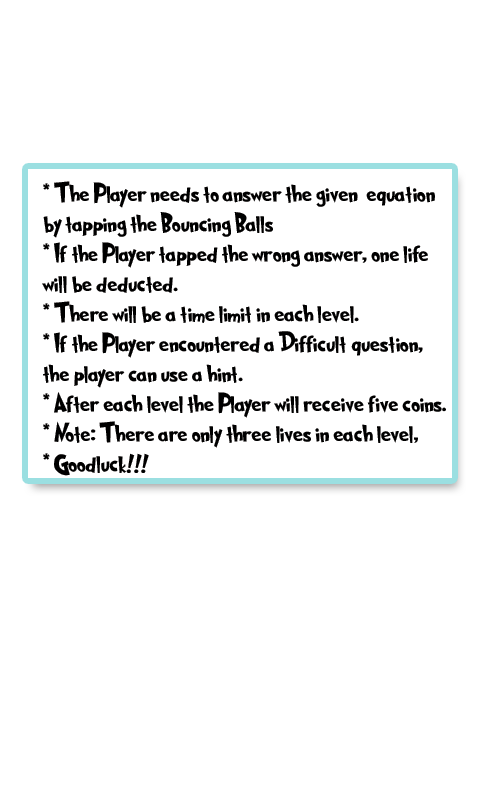 * The Player needs to answer the given equation
by tapping the Bouncing Balls
* If the Player tapped the wrong answer, one life
will be deducted.
* There will be a time limit in each level.
* If the Player encountered a Difficult question,
the player can use a hint.
* After each level the Player will receive five coins.
* Note: There are only three lives in each level,
* Goodluck!!!